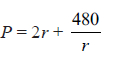 P = 2r + 480/r